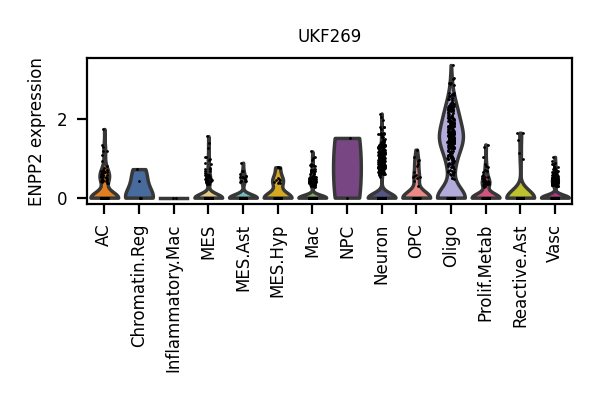 UKF269
ENPP2 expression
2
0
AC
Chromatin.Reg
Inflammatory.Mac
MES
MES.Ast
MES.Hyp
Mac
NPC
Neuron
OPC
Oligo
Prolif.Metab
Reactive.Ast
Vasc